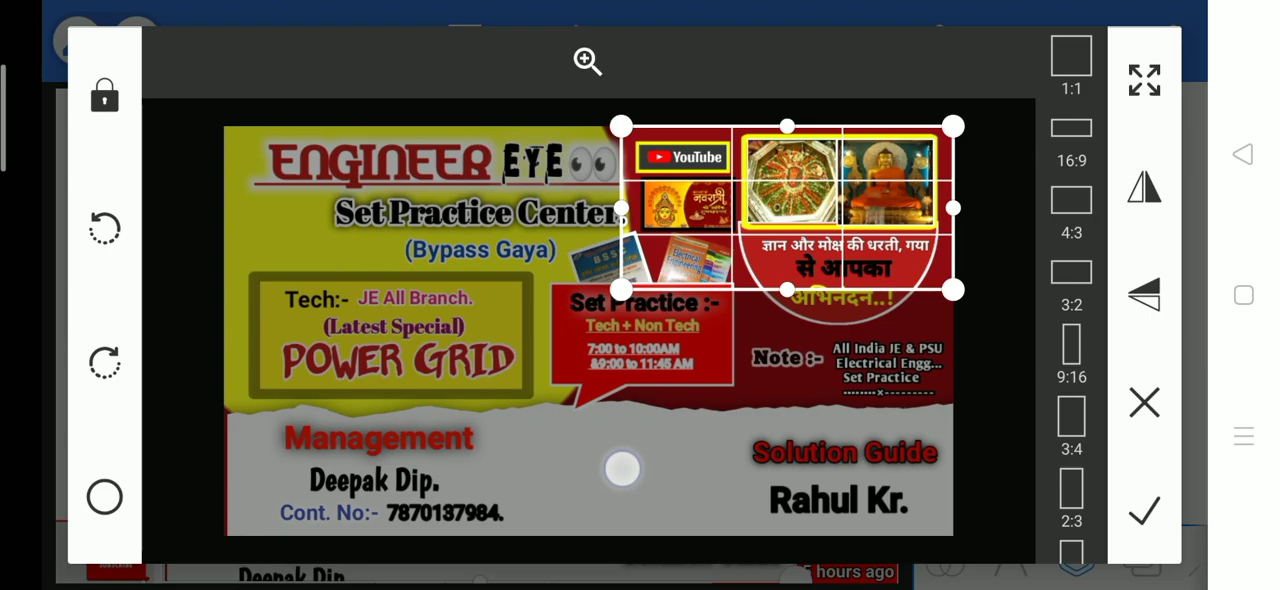 ENGINEER EYE
Set Practice Center
(Bypass Gaya)
Tech:- JE All Branch.
(Latest Special)
POWER GRID
YouTube
नवरात्री
BSSC
Electrical
Engineering
ज्ञान और मोक्ष की धरती, गया
से आपका
अभिनंदन..!
Set Practice :-
Tech + Non Tech
7:00 to 10:00AM
&9:00 to 11:45 AM
Note :-
All India JE & PSU
Electrical Engg...
Set Practice
Management
Deepak Dip.
Cont. No:- 7870137984.
Solution Guide
Rahul Kr.
1:1
16:9
4:3
3:2
9:16
3:4
2:3
SUBSCRIBE
Deepak Dip
hours ago